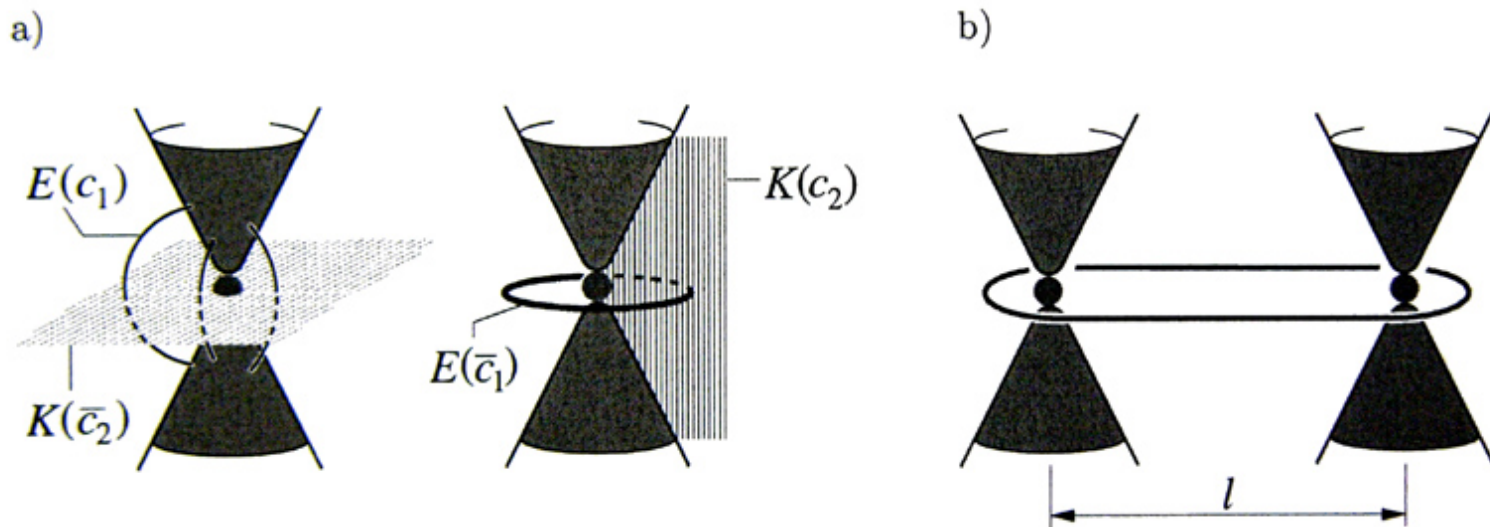 a)
b)
E(c₁)
K(c₂)
E(c̅₁)
K(c̅₂)
l